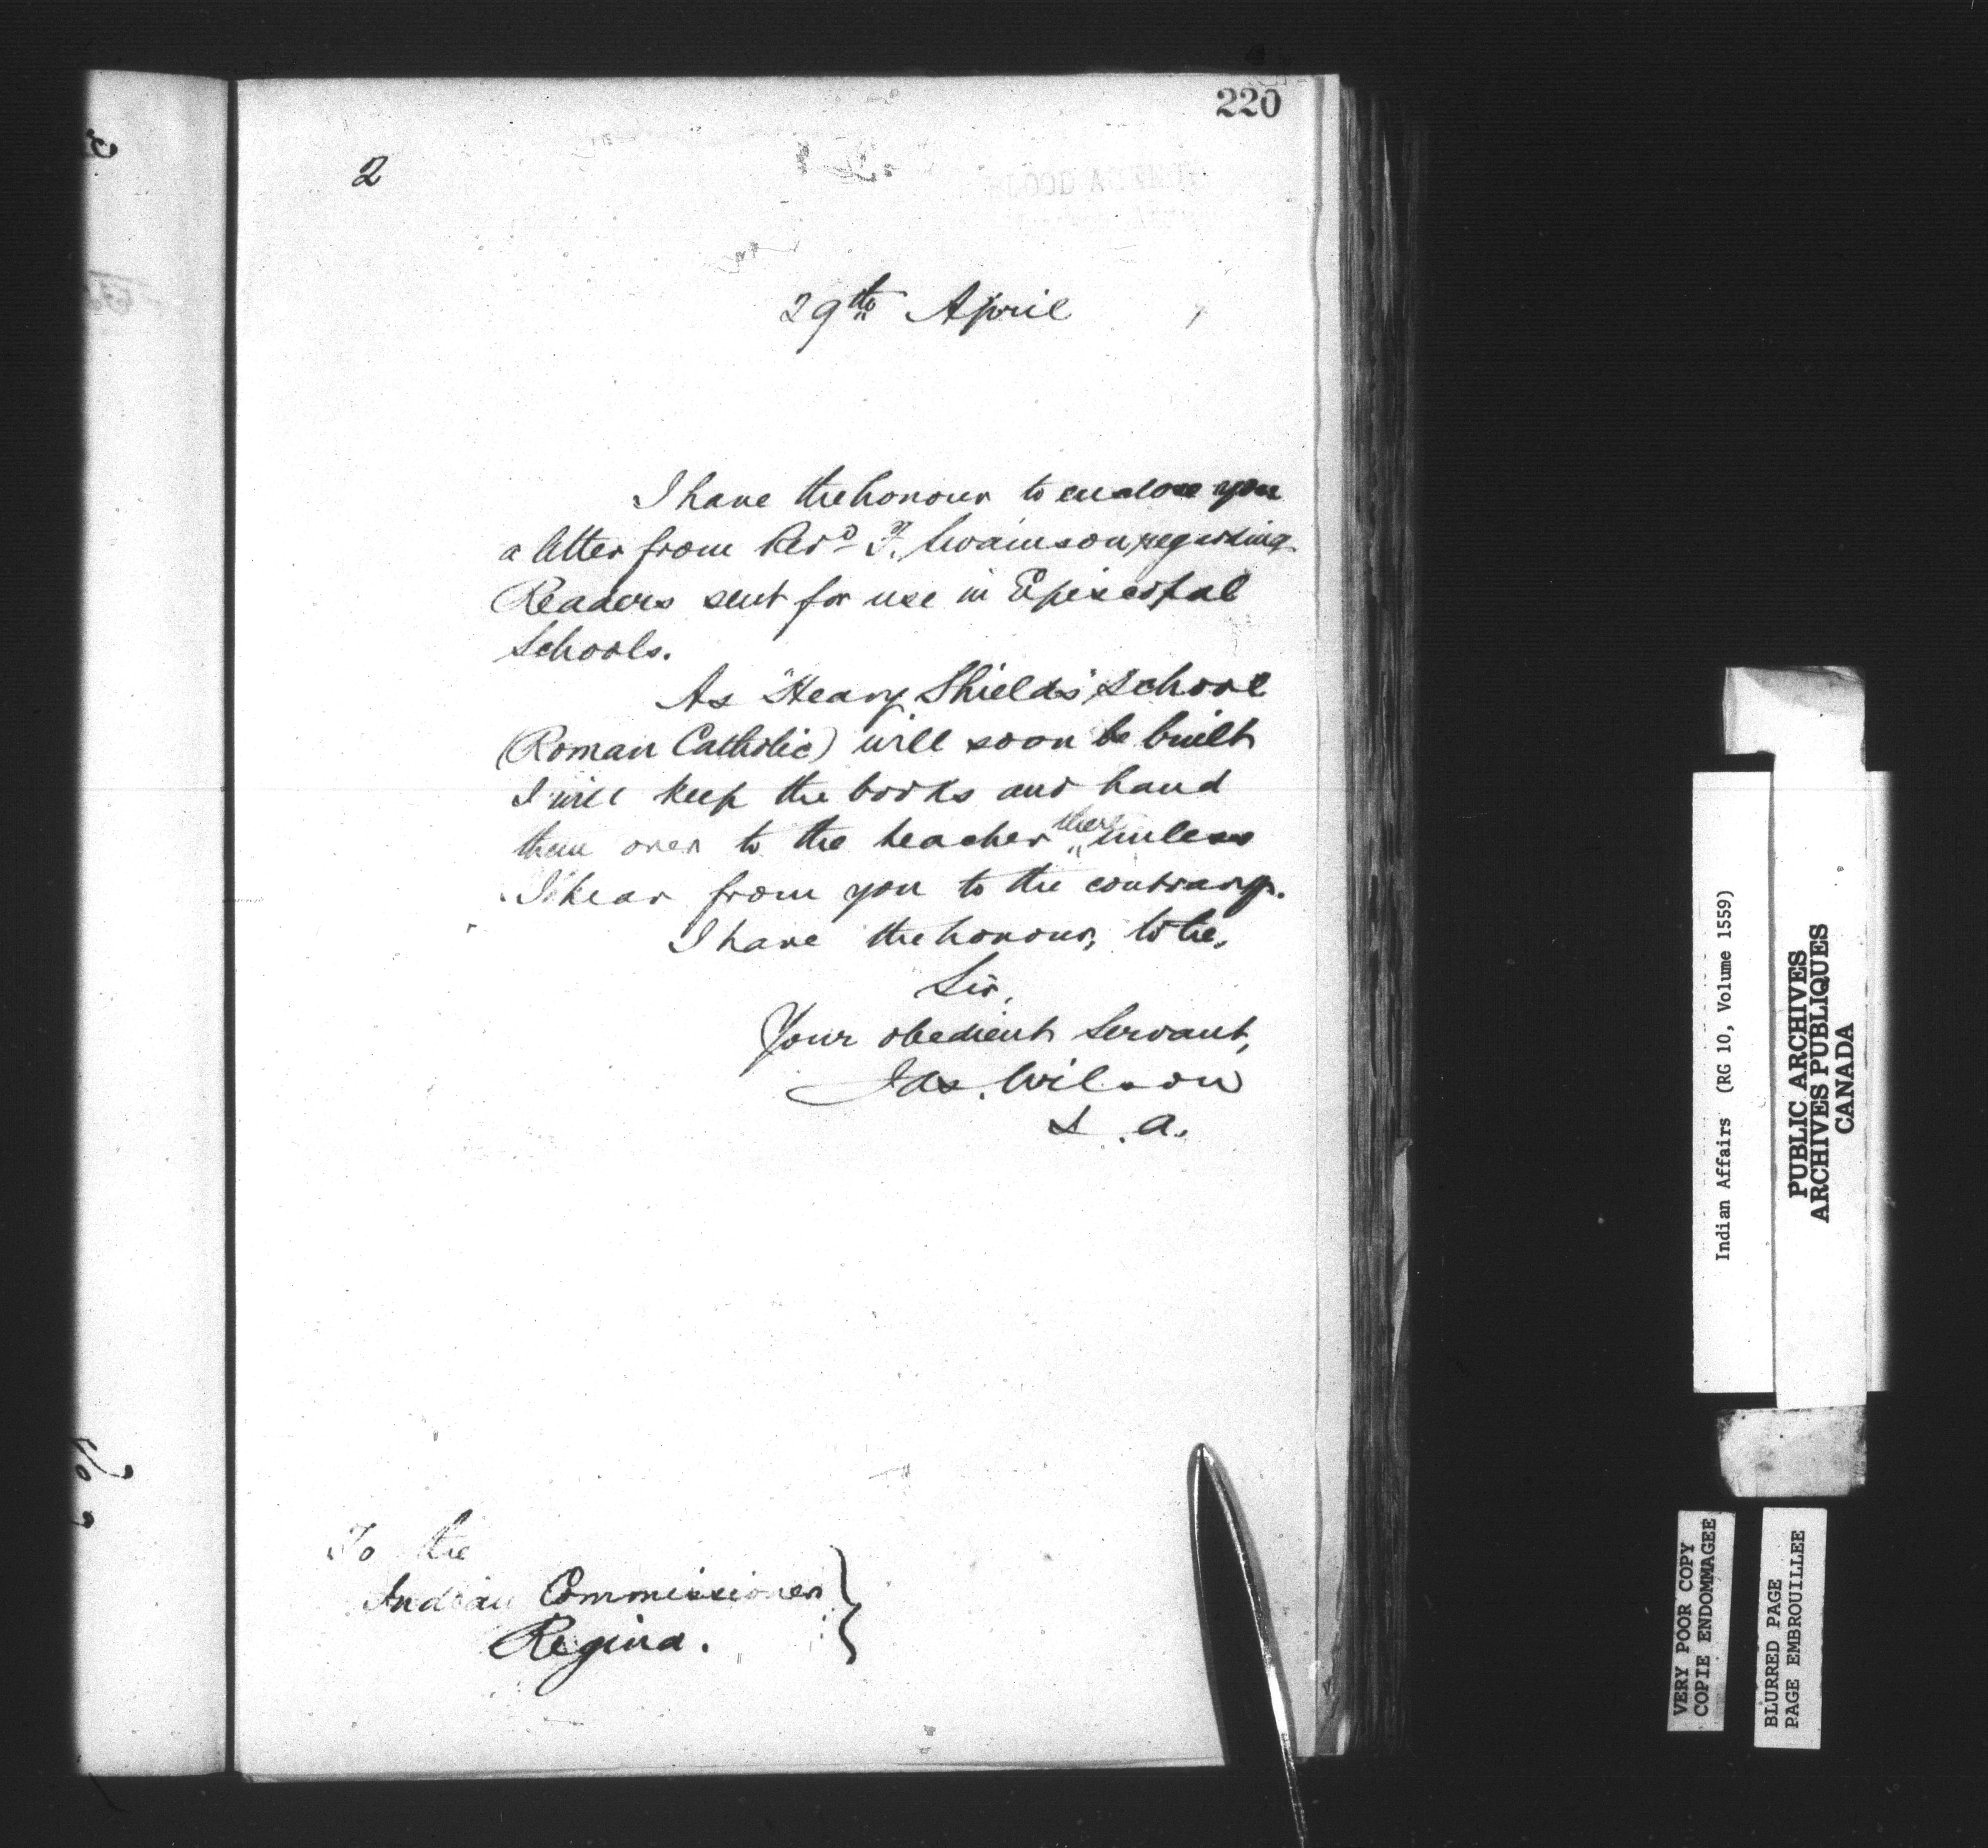 220
2
BLOOD AGENCY
29th April
I have the honour to enclose you
a letter from Revd F. Swainson regarding
Readers sent for use in Episcopal
Schools.
As "Heavy Shields" School
(Roman Catholic) will soon be built
I will keep the books and hand
them over to the teacher there unless
I hear from you to the contrary.
I have the honour, to be,
Sir,
Your obedient Servant,
Jas. Wilson
I. A.
To the
Indian Commissioner
Regina.
Indian Affairs (RG 10, Volume 1559)
PUBLIC ARCHIVES
ARCHIVES PUBLIQUES
CANADA
VERY POOR COPY
COPIE ENDOMMAGEE
BLURRED PAGE
PAGE EMBROUILLEE